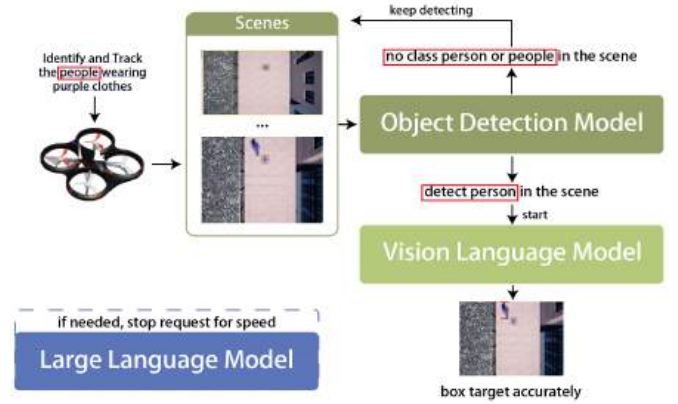 Scenes
keep detecting
Identify and Track
the people wearing
purple clothes
no class person or people in the scene
...
Object Detection Model
detect person in the scene
start
Vision Language Model
if needed, stop request for speed
Large Language Model
box target accurately